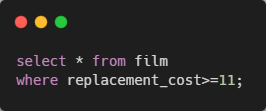 select * from film
where replacement_cost>=11;